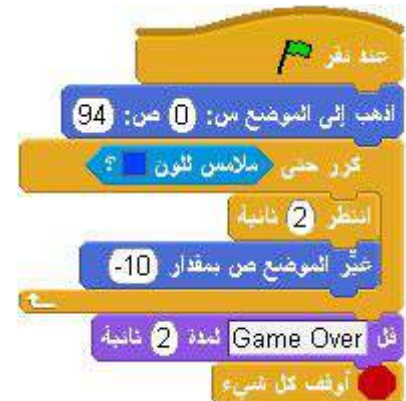 عند نقر
اذهب إلى الموضع س: 0 ص: 94
كرر حتى ملامس للون ؟
انتظر 2 ثانية
غيّر الموضع ص بمقدار -10
قل Game Over لمدة 2 ثانية
أوقف كل شيء